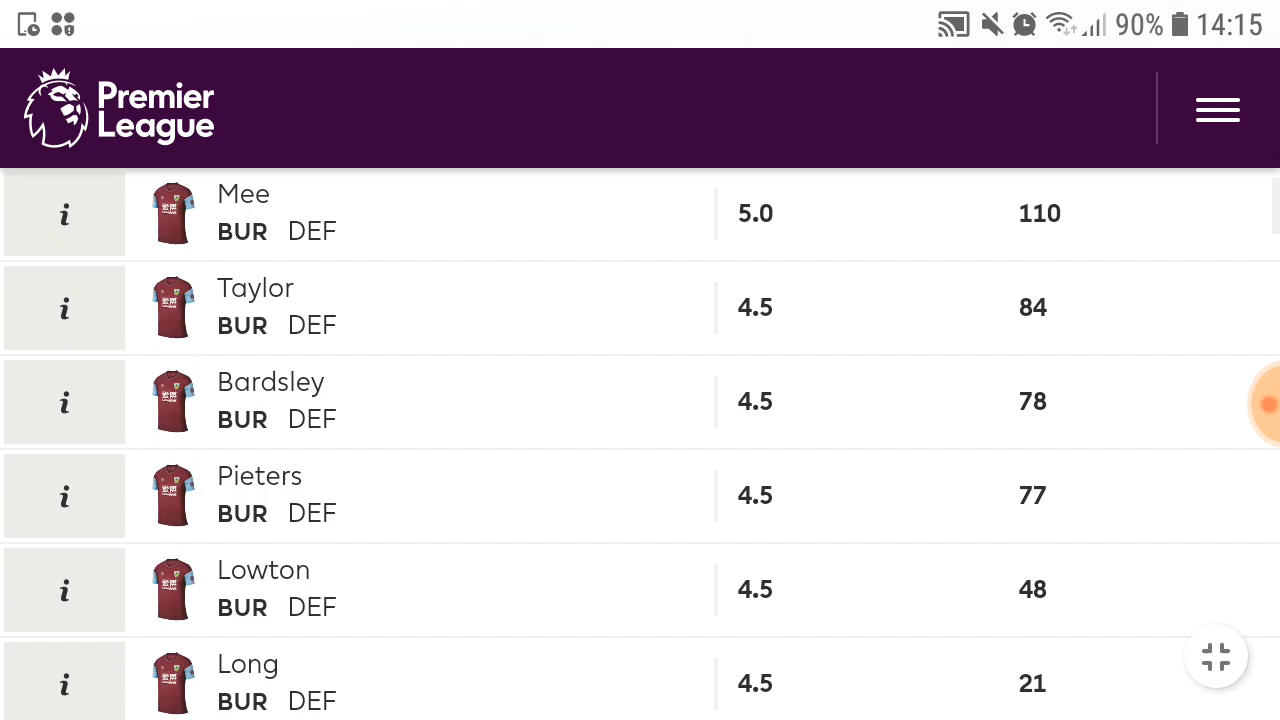 90% 14:15
Premier
League
i Mee 5.0 110
BUR DEF
i Taylor 4.5 84
BUR DEF
i Bardsley 4.5 78
BUR DEF
i Pieters 4.5 77
BUR DEF
i Lowton 4.5 48
BUR DEF
i Long 4.5 21
BUR DEF